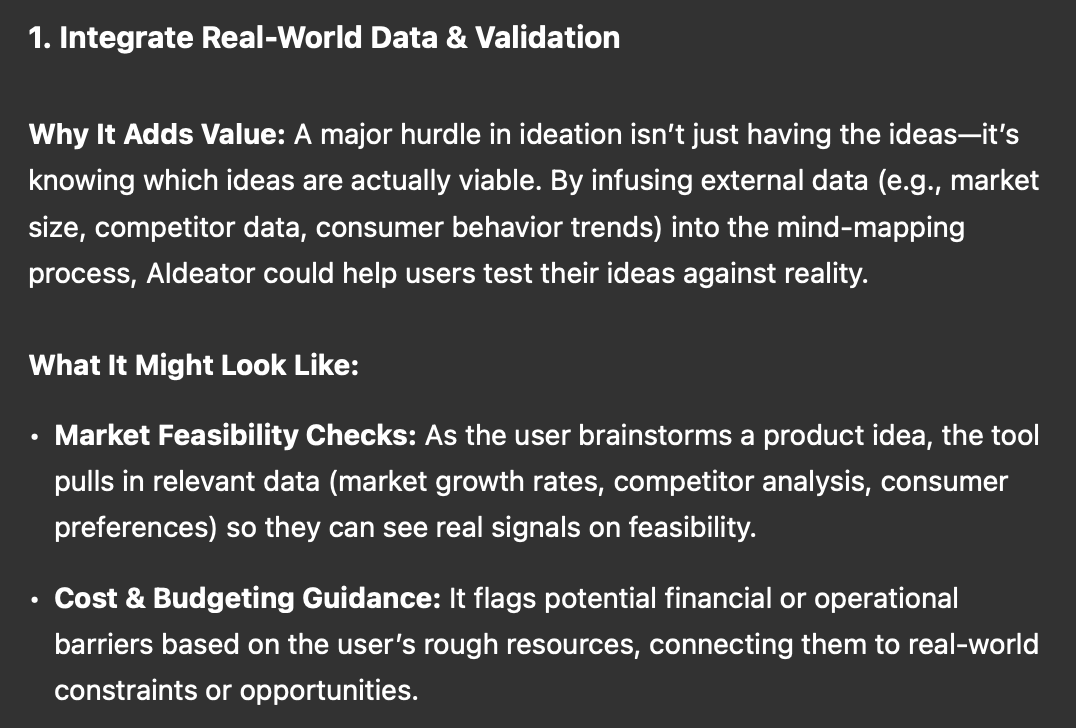 1. Integrate Real-World Data & Validation
Why It Adds Value: A major hurdle in ideation isn’t just having the ideas—it’s
knowing which ideas are actually viable. By infusing external data (e.g., market
size, competitor data, consumer behavior trends) into the mind-mapping
process, AIdeator could help users test their ideas against reality.
What It Might Look Like:
• Market Feasibility Checks: As the user brainstorms a product idea, the tool
pulls in relevant data (market growth rates, competitor analysis, consumer
preferences) so they can see real signals on feasibility.
• Cost & Budgeting Guidance: It flags potential financial or operational
barriers based on the user’s rough resources, connecting them to real-world
constraints or opportunities.